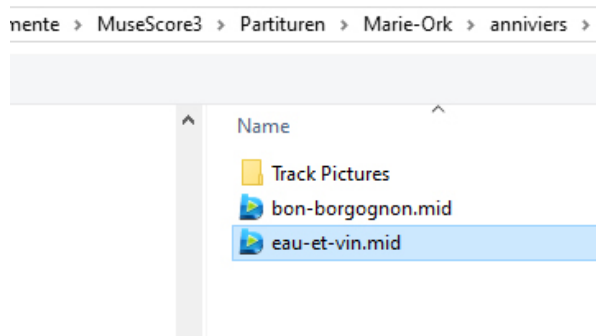 mente > MuseScore3 > Partituren > Marie-Ork > anniviers >
Name
Track Pictures
bon-borgognon.mid
eau-et-vin.mid